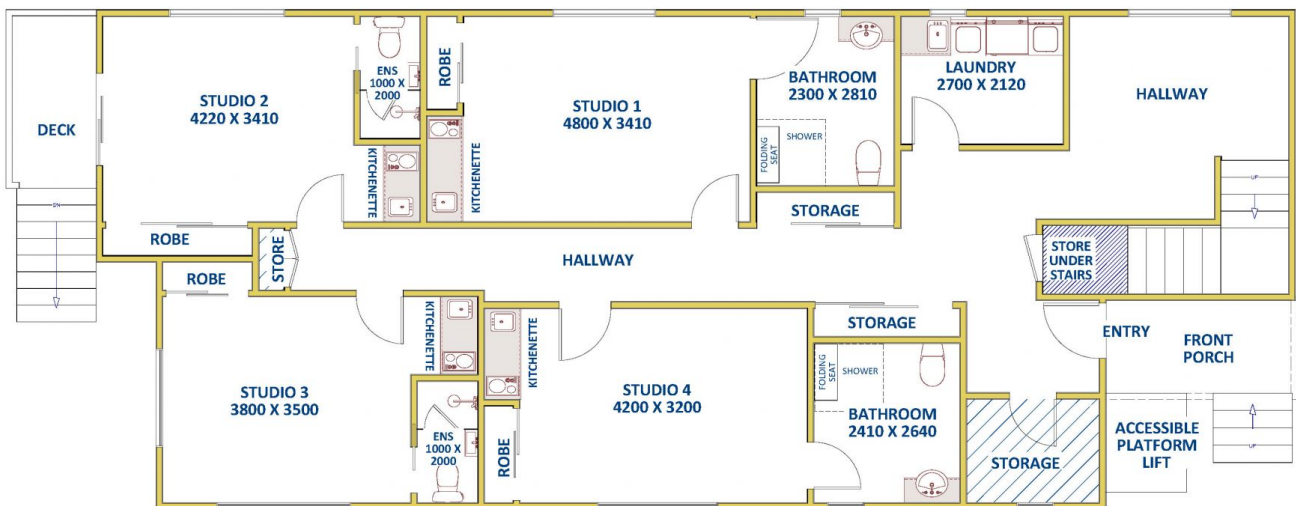 DECK
DN
STUDIO 2
4220 X 3410
ROBE
ENS
1000 X
2000
KITCHENETTE
ROBE
KITCHENETTE
STUDIO 1
4800 X 3410
BATHROOM
2300 X 2810
FOLDING
SEAT
SHOWER
STORAGE
LAUNDRY
2700 X 2120
HALLWAY
UP
STORE
HALLWAY
STORE
UNDER
STAIRS
ROBE
STUDIO 3
3800 X 3500
KITCHENETTE
ENS
1000 X
2000
KITCHENETTE
ROBE
STUDIO 4
4200 X 3200
STORAGE
FOLDING
SEAT
SHOWER
BATHROOM
2410 X 2640
ENTRY
FRONT
PORCH
STORAGE
ACCESSIBLE
PLATFORM
LIFT
UP